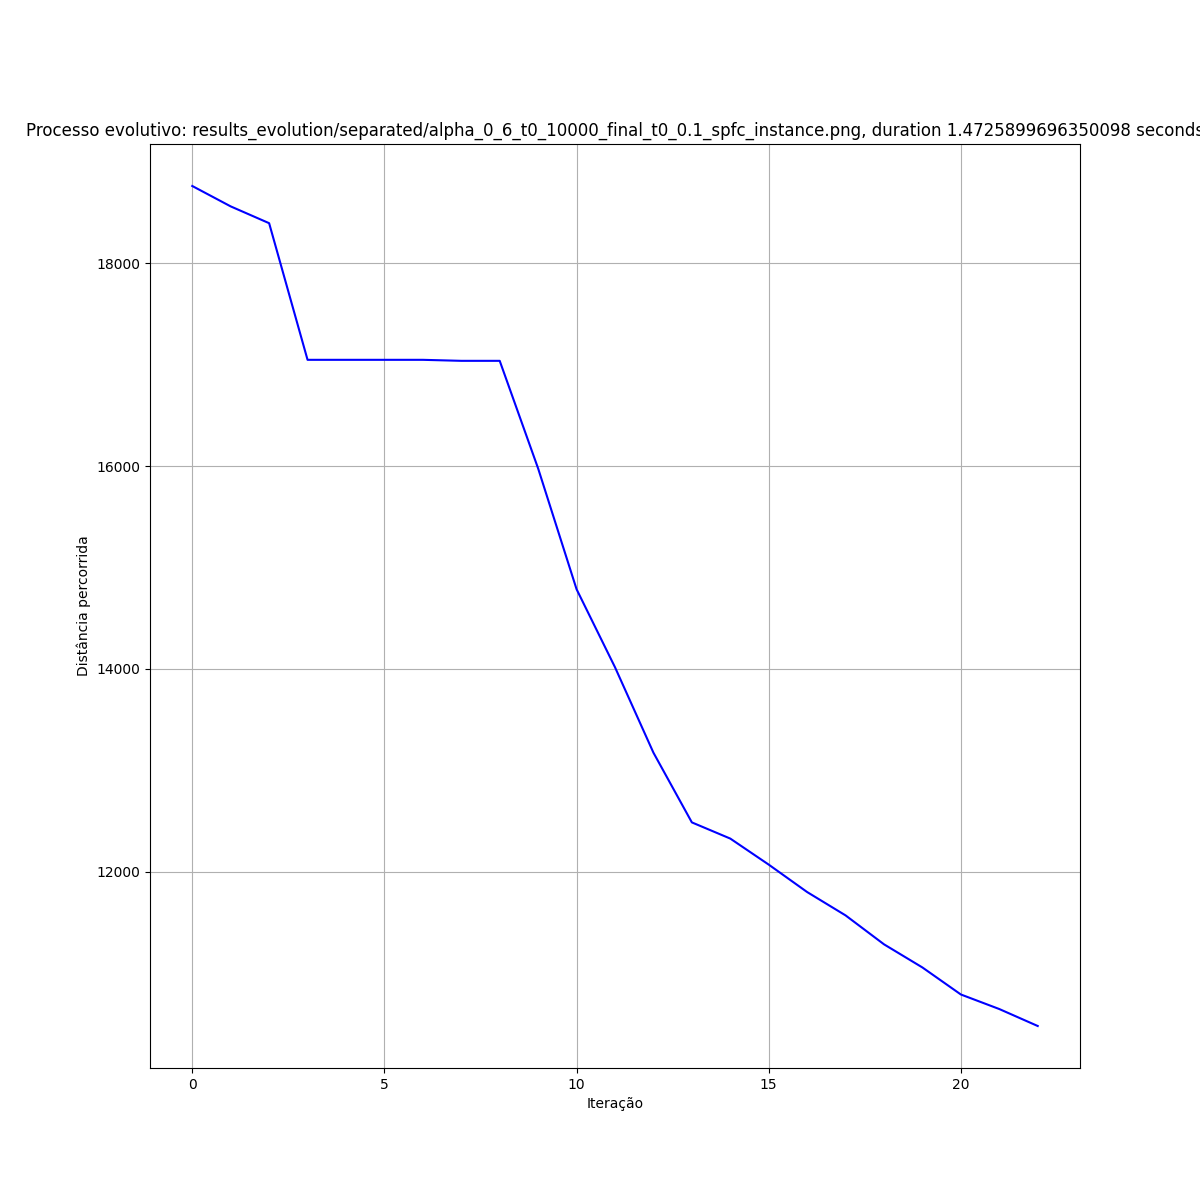 Processo evolutivo: results_evolution/separated/alpha_0_6_t0_10000_final_t0_0.1_spfc_instance.png, duration 1.4725899696350098 seconds
18000
16000
14000
12000
Distância percorrida
0 5 10 15 20
Iteração